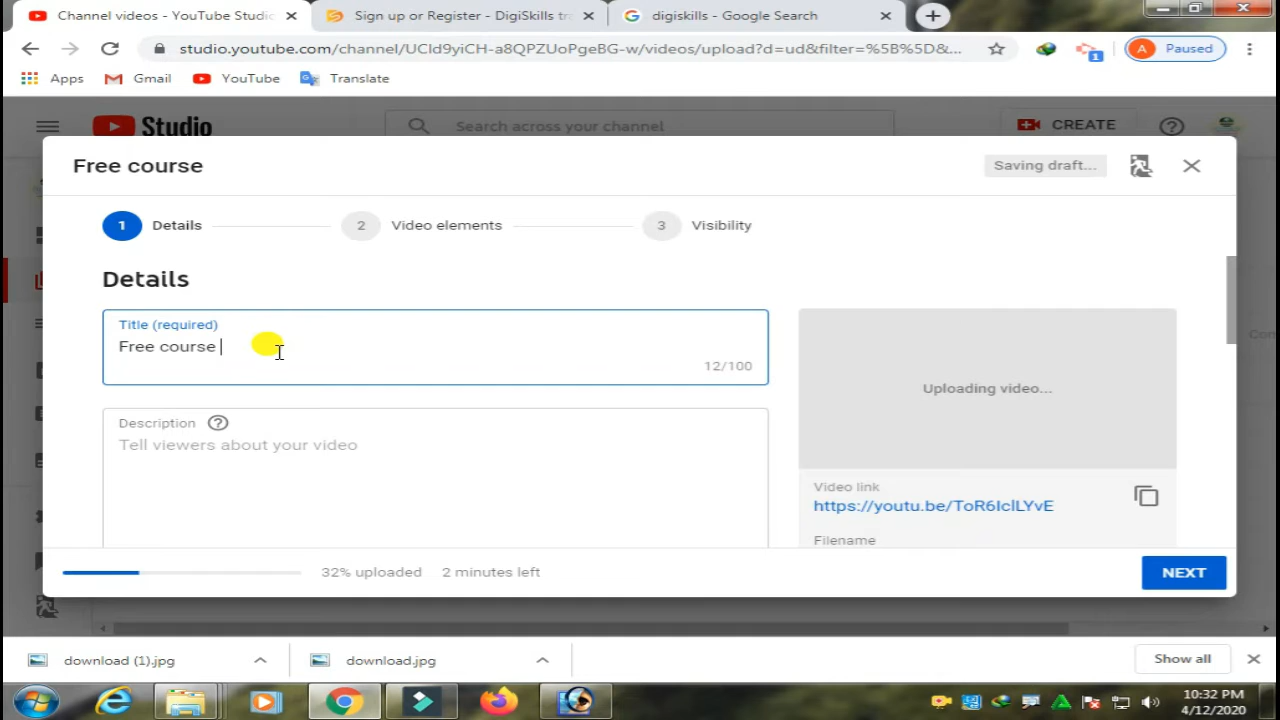 Channel videos - YouTube Studio
Sign up or Register - DigiSkills tr
digiskills - Google Search
studio.youtube.com/channel/UCId9yiCH-a8QPZUoPgeBG-w/videos/upload?d=ud&filter=%5B%5D&...
1
A Paused
Apps
Gmail
YouTube
Translate
Studio
Search across your channel
CREATE
Free course
Saving draft...
1 Details
2 Video elements
3 Visibility
Details
Title (required)
Free course
12/100
Description
Tell viewers about your video
Uploading video...
Video link
https://youtu.be/ToR6IclLYvE
Filename
Con
32% uploaded 2 minutes left
NEXT
download (1).jpg
download.jpg
Show all
10:32 PM
4/12/2020